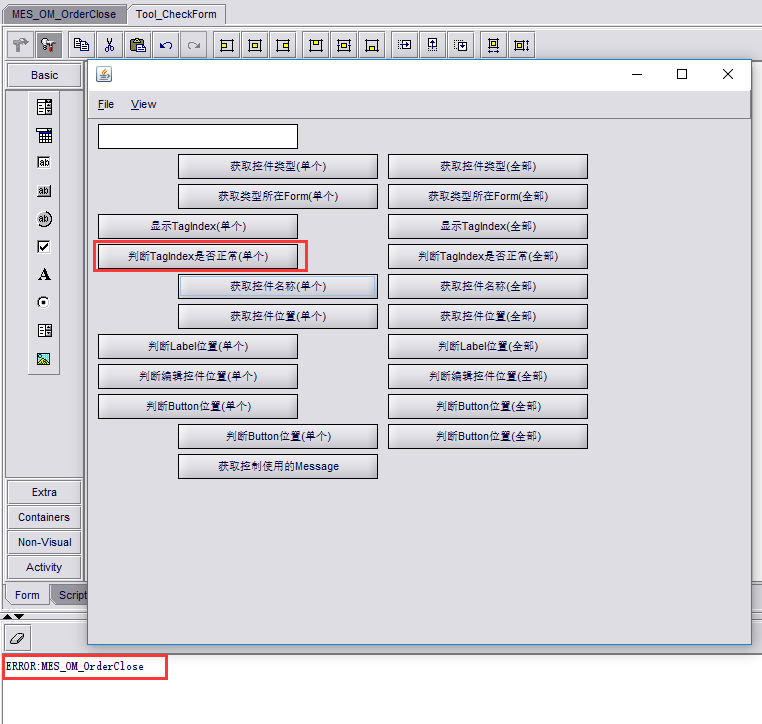 MES_OM_OrderClose Tool_CheckForm
Basic
File View
获取控件类型(单个) 获取控件类型(全部)
获取类型所在Form(单个) 获取类型所在Form(全部)
显示TagIndex(单个) 显示TagIndex(全部)
判断TagIndex是否正常(单个) 判断TagIndex是否正常(全部)
获取控件名称(单个) 获取控件名称(全部)
获取控件位置(单个) 获取控件位置(全部)
判断Label位置(单个) 判断Label位置(全部)
判断编辑控件位置(单个) 判断编辑控件位置(全部)
判断Button位置(单个) 判断Button位置(全部)
判断Button位置(单个) 判断Button位置(全部)
获取控制使用的Message
Extra
Containers
Non-Visual
Activity
Form Script
ERROR:MES_OM_OrderClose